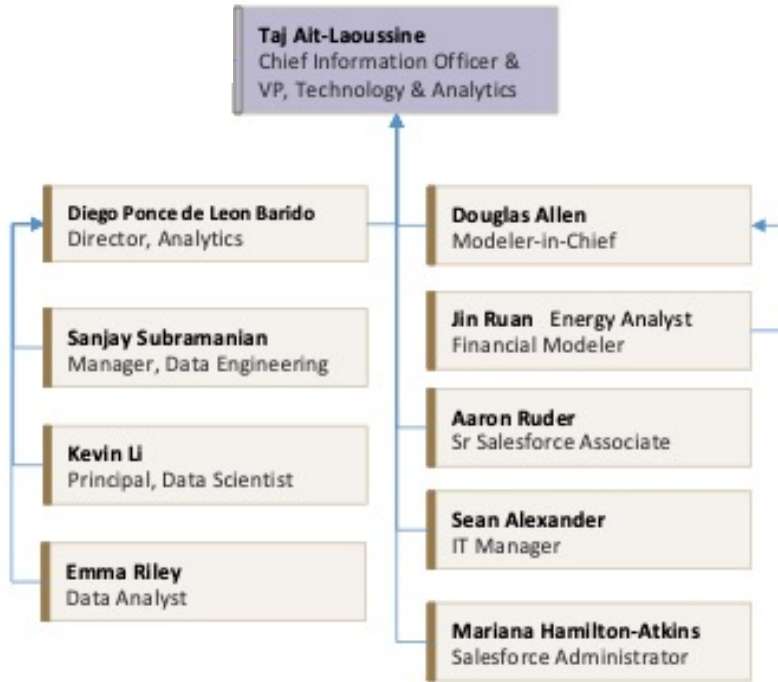 Taj Ait-Laoussine
Chief Information Officer &
VP, Technology & Analytics
Diego Ponce de Leon Barido
Director, Analytics
Sanjay Subramanian
Manager, Data Engineering
Kevin Li
Principal, Data Scientist
Emma Riley
Data Analyst
Douglas Allen
Modeler-in-Chief
Jin Ruan Energy Analyst
Financial Modeler
Aaron Ruder
Sr Salesforce Associate
Sean Alexander
IT Manager
Mariana Hamilton-Atkins
Salesforce Administrator